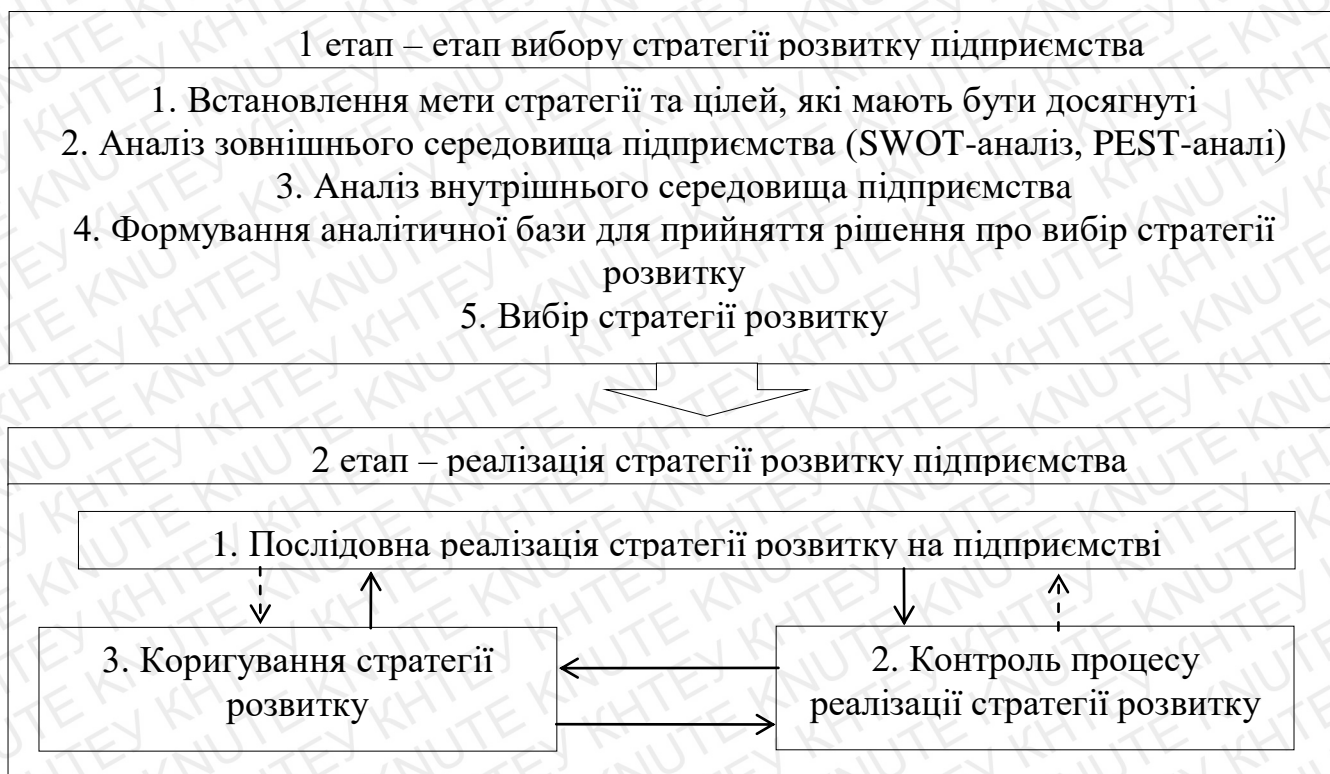 1 етап – етап вибору стратегії розвитку підприємства
1. Встановлення мети стратегії та цілей, які мають бути досягнуті
2. Аналіз зовнішнього середовища підприємства (SWOT-аналіз, PEST-аналі)
3. Аналіз внутрішнього середовища підприємства
4. Формування аналітичної бази для прийняття рішення про вибір стратегії
розвитку
5. Вибір стратегії розвитку
2 етап – реалізація стратегії розвитку підприємства
1. Послідовна реалізація стратегії розвитку на підприємстві
3. Коригування стратегії
розвитку
2. Контроль процесу
реалізації стратегії розвитку